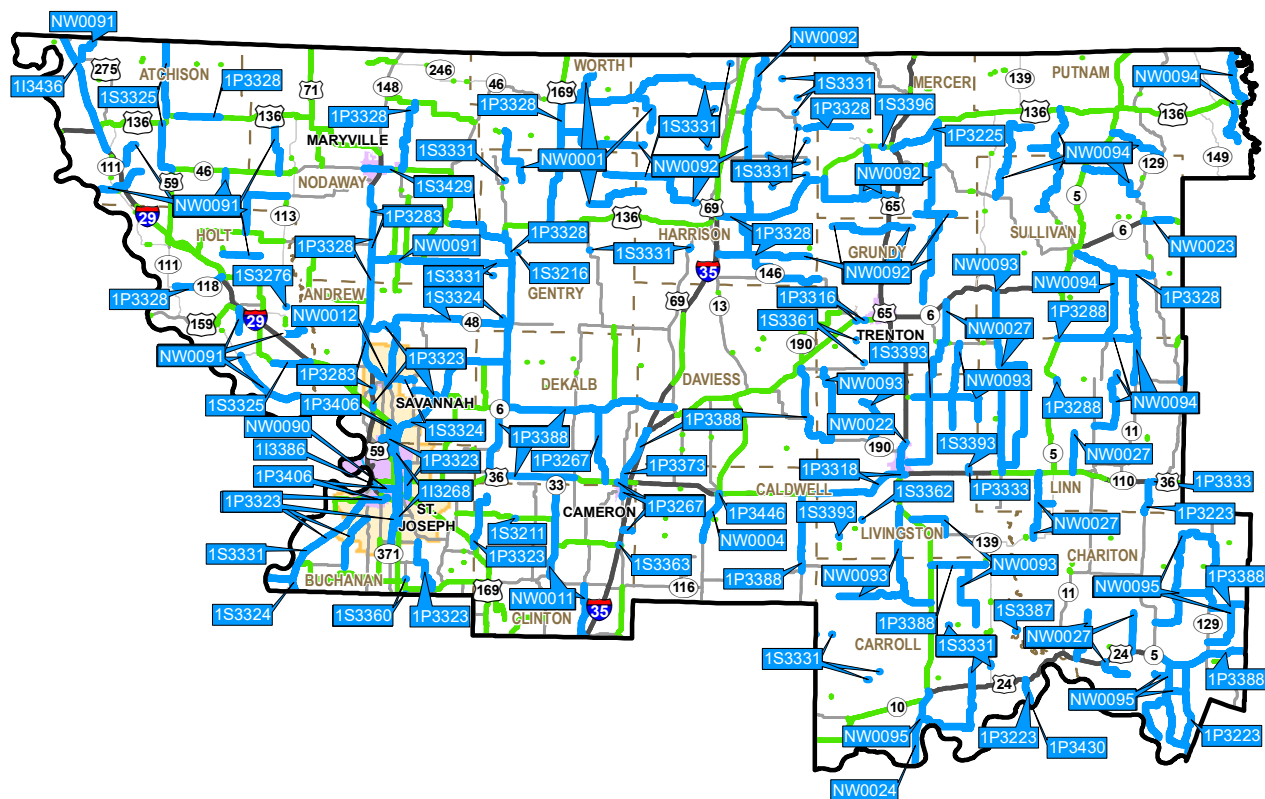 NW0091
NW0092
1I3436
275
ATCHISON
1S3325
1P3328
136
136
71
246
148
46
WORTH
169
1P3328
1P3328
1S3331
1S3331
1P3328
MERCER
1S3396
139
PUTNAM
NW0094
136
136
149
MARYVILLE
1S3331
NW0001
NW0092
1S3331
1P3225
NW0094
129
111
59
46
NODAWAY
1S3429
NW0092
65
5
NW0091
113
29
HOLT
1P3283
136
69
HARRISON
1P3328
GRUNDY
SULLIVAN
6
NW0023
1P3328
NW0091
1P3328
1S3331
35
146
NW0092
NW0093
111
118
1S3276
1S3331
1S3216
GENTRY
NW0094
1P3328
1P3328
ANDREW
1S3324
69
13
1P3316
65
6
NW0027
1P3288
159
29
NW0012
48
1S3361
TRENTON
190
1S3393
NW0091
1P3323
1P3283
DEKALB
DAVIESS
NW0093
NW0093
1S3325
1P3406
SAVANNAH
6
1P3288
NW0094
NW0090
1S3324
1P3388
1P3388
NW0022
11
1I3386
59
1P3323
1P3267
190
1S3393
5
NW0027
1P3406
36
33
1P3373
1P3318
LINN
110
36
1P3333
1P3323
1I3268
ST.
JOSEPH
CAMERON
1P3267
CALDWELL
1S3362
1P3333
1P3223
1S3211
1P3446
1S3393
LIVINGSTON
NW0027
1S3331
371
1P3323
1S3363
NW0004
139
CHARITON
BUCHANAN
1P3388
NW0093
NW0093
NW0095
1P3388
1S3324
1S3360
1P3323
169
NW0011
35
116
CLINTON
1P3388
1S3387
11
129
CARROLL
1S3331
NW0027
24
5
1S3331
1P3388
24
NW0095
10
NW0095
1P3223
1P3430
1P3223
NW0024